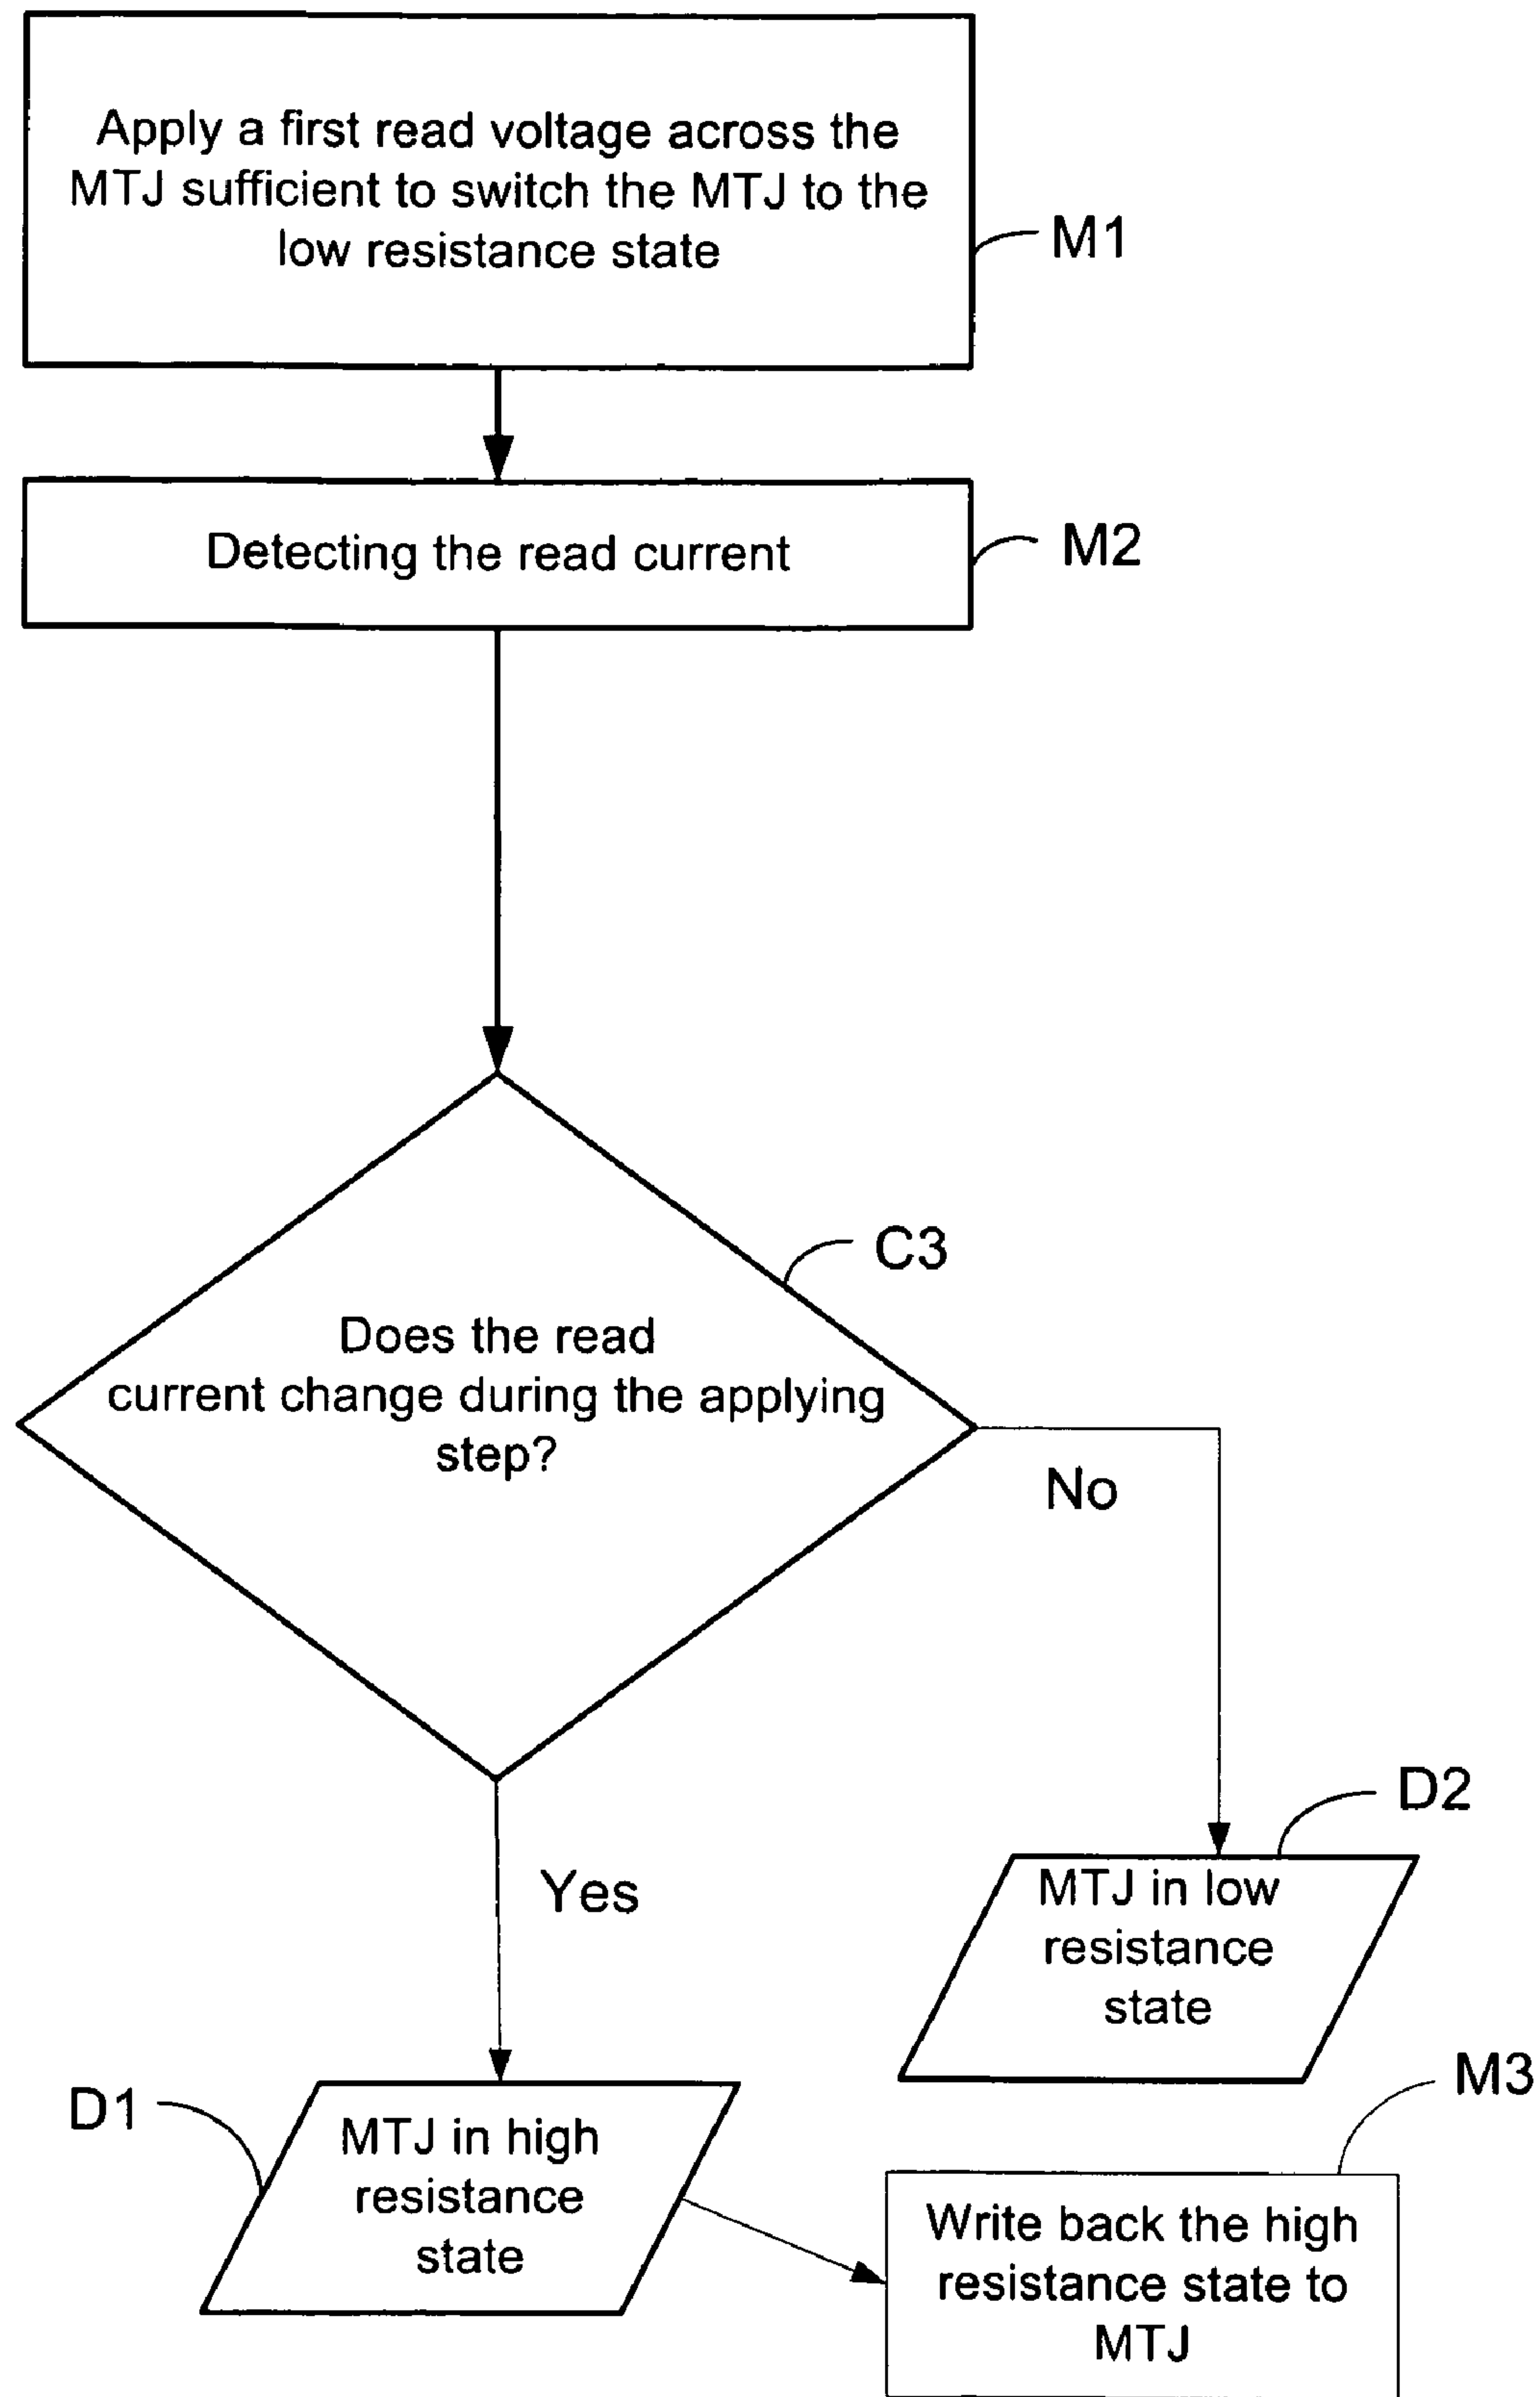 Apply a first read voltage across the
MTJ sufficient to switch the MTJ to the
low resistance state
M1
Detecting the read current
M2
C3
Does the read
current change during the applying
step?
No
Yes
D2
MTJ in low
resistance
state
D1
MTJ in high
resistance
state
M3
Write back the high
resistance state to
MTJ